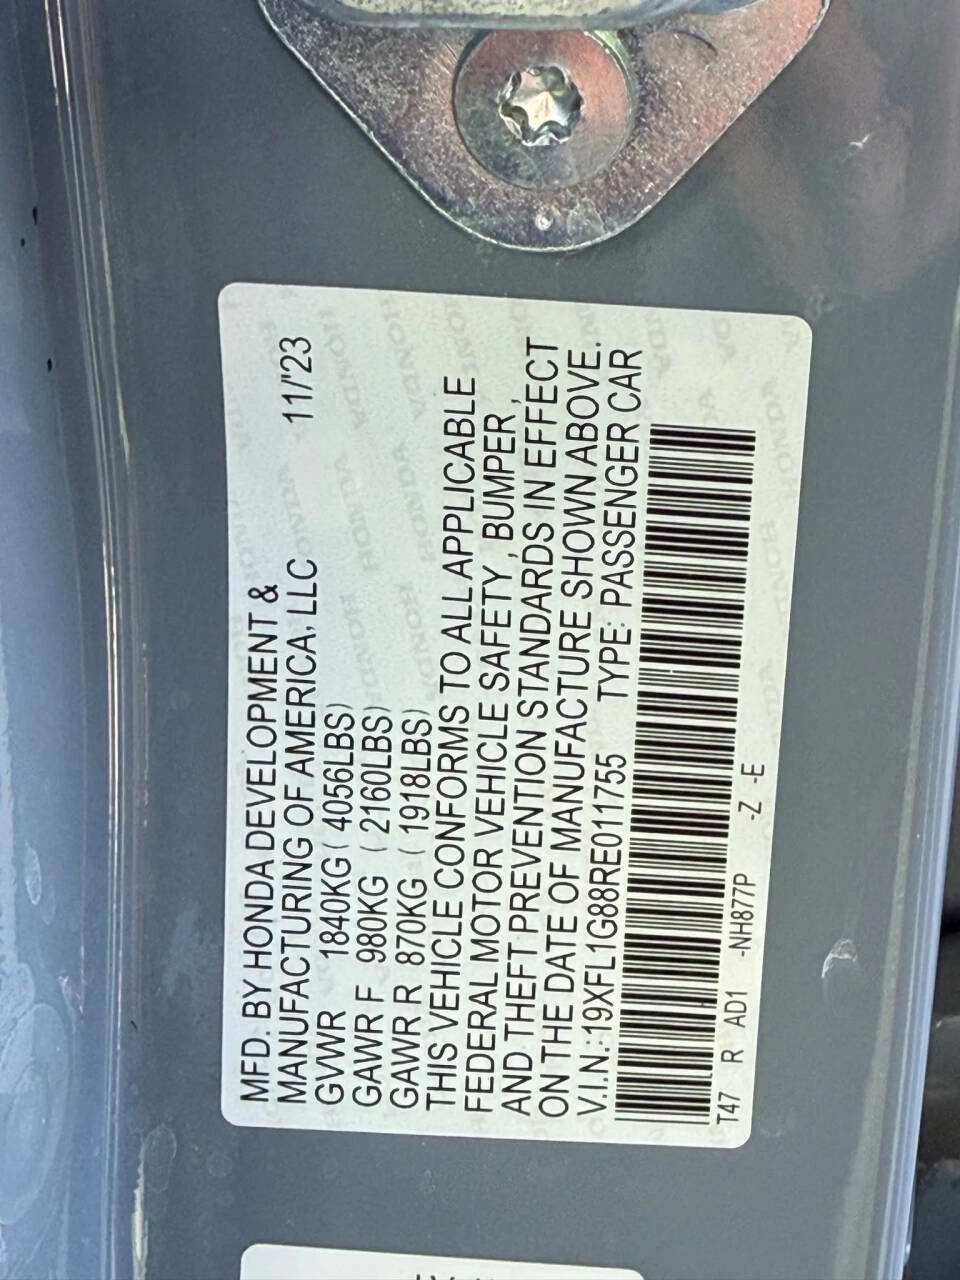 MFD. BY HONDA DEVELOPMENT &
MANUFACTURING OF AMERICA, LLC 11/'23
GVWR 1840KG ( 4056LBS)
GAWR F 980KG ( 2160LBS)
GAWR R 870KG ( 1918LBS)
THIS VEHICLE CONFORMS TO ALL APPLICABLE
FEDERAL MOTOR VEHICLE SAFETY , BUMPER ,
AND THEFT PREVENTION STANDARDS IN EFFECT
ON THE DATE OF MANUFACTURE SHOWN ABOVE.
V.I.N.:19XFL1G88RE011755 TYPE: PASSENGER CAR
T47 R AD1 -NH877P -Z -E